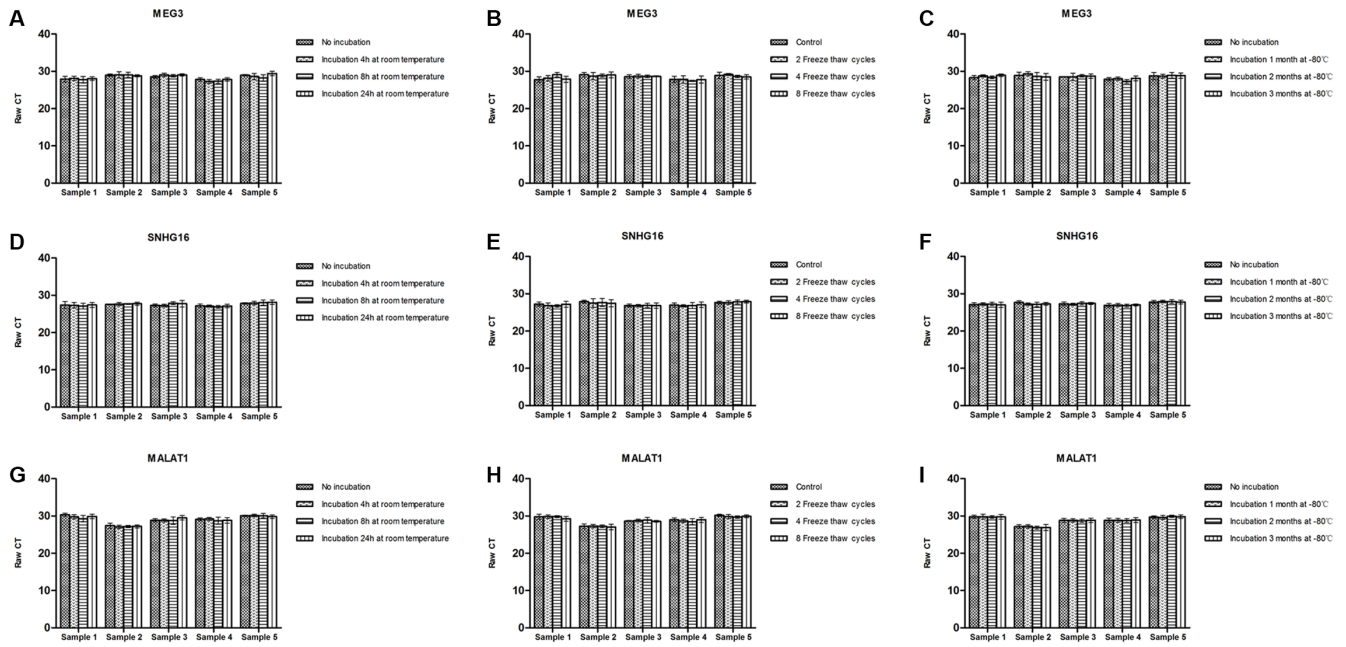 A
MEG3
Raw CT
40
30
20
10
0
Sample 1 Sample 2 Sample 3 Sample 4 Sample 5
No incubation
Incubation 4h at room temperature
Incubation 8h at room temperature
Incubation 24h at room temperature
B
MEG3
Raw CT
40
30
20
10
0
Sample 1 Sample 2 Sample 3 Sample 4 Sample 5
Control
2 Freeze thaw cycles
4 Freeze thaw cycles
8 Freeze thaw cycles
C
MEG3
Raw CT
40
30
20
10
0
Sample 1 Sample 2 Sample 3 Sample 4 Sample 5
No incubation
Incubation 1 month at -80℃
Incubation 2 months at -80℃
Incubation 3 months at -80℃
D
SNHG16
Raw CT
40
30
20
10
0
Sample 1 Sample 2 Sample 3 Sample 4 Sample 5
No incubation
Incubation 4h at room temperature
Incubation 8h at room temperature
Incubation 24h at room temperature
E
SNHG16
Raw CT
40
30
20
10
0
Sample 1 Sample 2 Sample 3 Sample 4 Sample 5
Control
2 Freeze thaw cycles
4 Freeze thaw cycles
8 Freeze thaw cycles
F
SNHG16
Raw CT
40
30
20
10
0
Sample 1 Sample 2 Sample 3 Sample 4 Sample 5
No incubation
Incubation 1 month at -80℃
Incubation 2 months at -80℃
Incubation 3 months at -80℃
G
MALAT1
Raw CT
40
30
20
10
0
Sample 1 Sample 2 Sample 3 Sample 4 Sample 5
No incubation
Incubation 4h at room temperature
Incubation 8h at room temperature
Incubation 24h at room temperature
H
MALAT1
Raw CT
40
30
20
10
0
Sample 1 Sample 2 Sample 3 Sample 4 Sample 5
Control
2 Freeze thaw cycles
4 Freeze thaw cycles
8 Freeze thaw cycles
I
MALAT1
Raw CT
40
30
20
10
0
Sample 1 Sample 2 Sample 3 Sample 4 Sample 5
No incubation
Incubation 1 month at -80℃
Incubation 2 months at -80℃
Incubation 3 months at -80℃